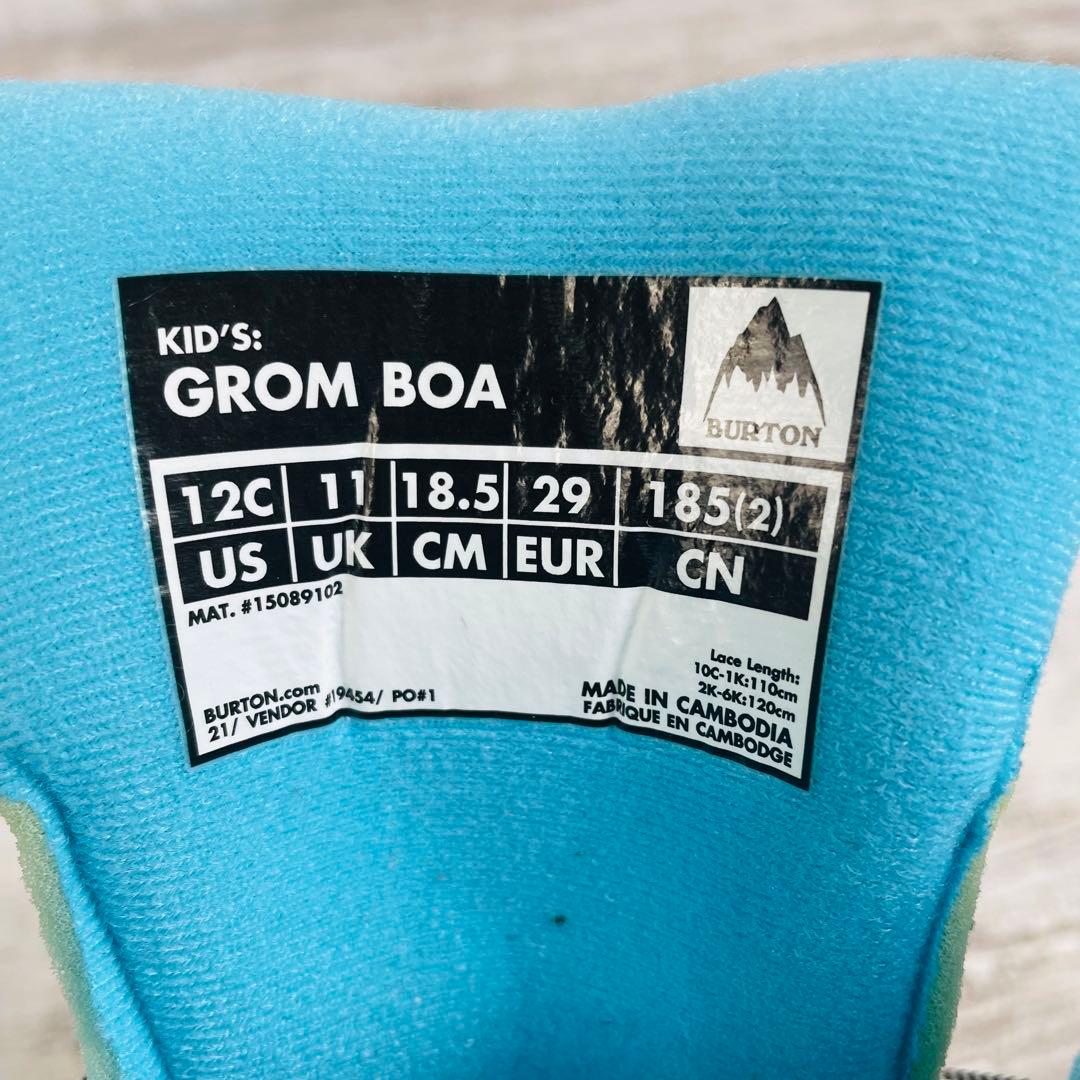 KID'S:
GROM BOA
BURTON
12C 11 18.5 29 185(2)
US UK CM EUR CN
MAT. #15089102
Lace Length:
10C-1K:110cm
2K-6K:120cm
BURTON.com
21/ VENDOR #19454/ PO#1
MADE IN CAMBODIA
FABRIQUE EN CAMBODGE